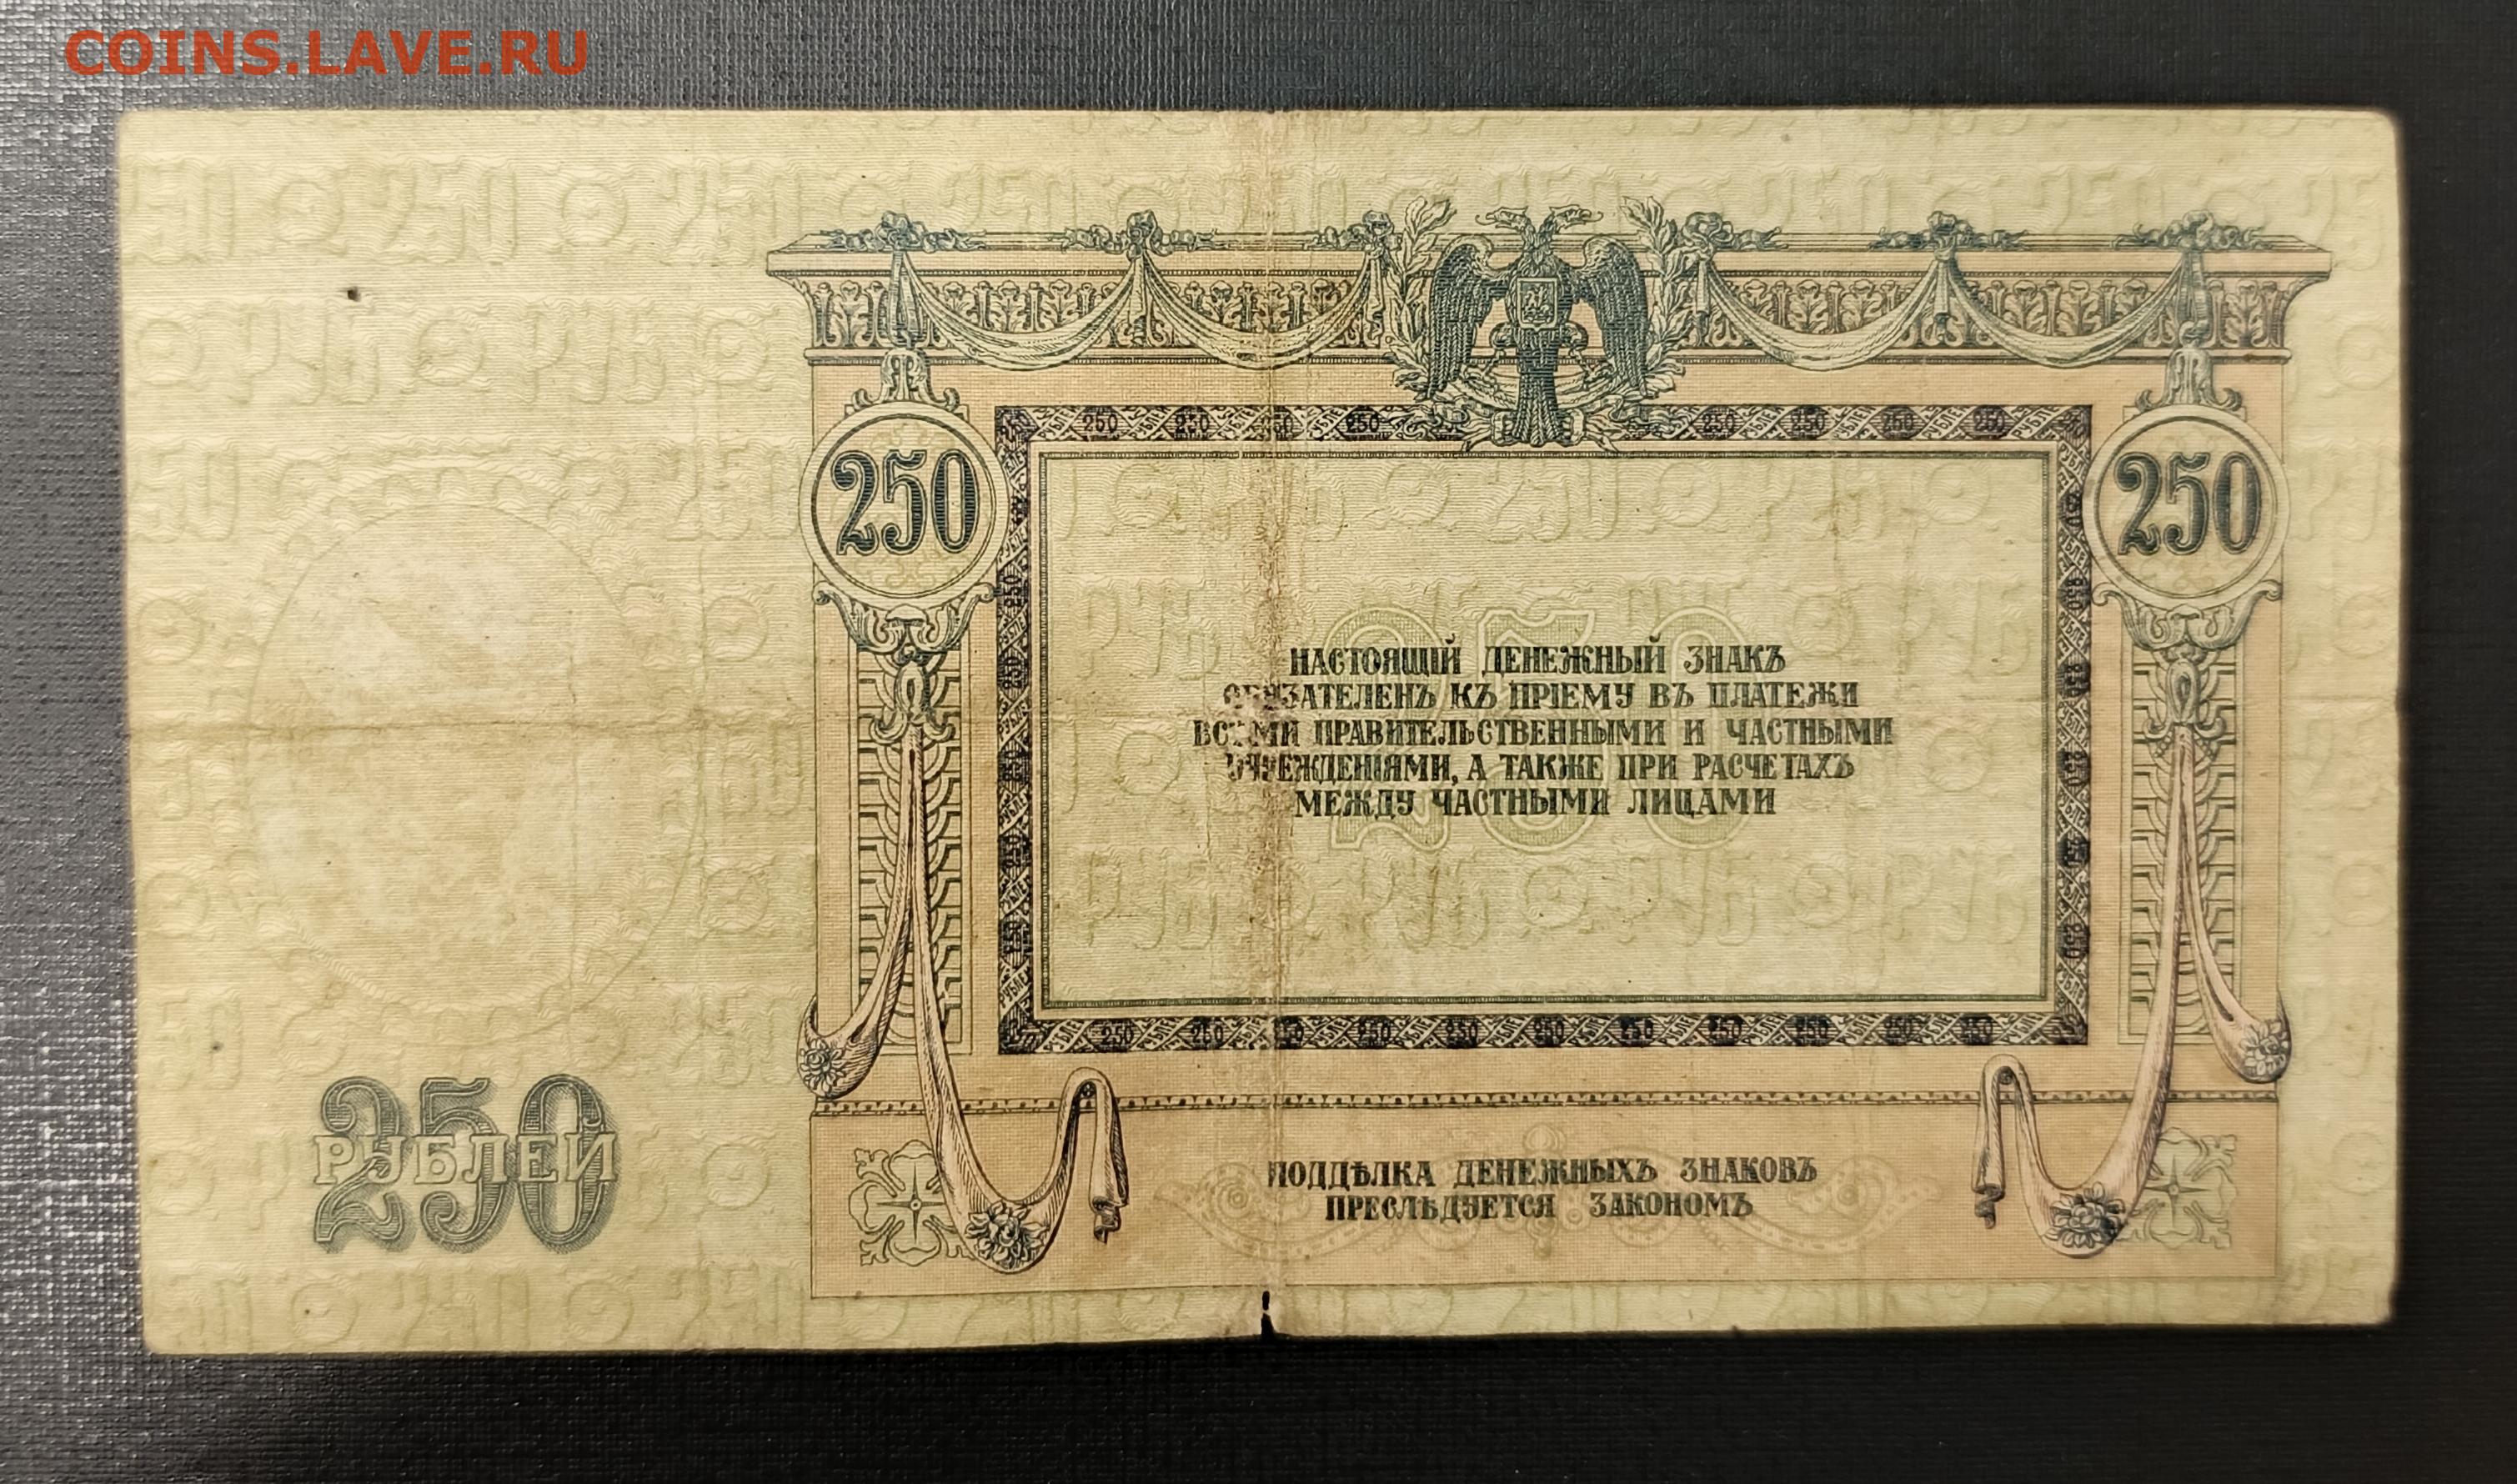 COINS.LAVE.RU
250
250
НАСТОЯЩІЙ ДЕНЕЖНЫЙ ЗНАКЪ
ОБЯЗАТЕЛЕНЪ КЪ ПРІЕМУ ВЪ ПЛАТЕЖИ
ВСѢМИ ПРАВИТЕЛЬСТВЕННЫМИ И ЧАСТНЫМИ
УЧРЕЖДЕНІЯМИ, А ТАКЖЕ ПРИ РАСЧЕТАХЪ
МЕЖДУ ЧАСТНЫМИ ЛИЦАМИ
250
250
РУБЛЕЙ
ПОДДѢЛКА ДЕНЕЖНЫХЪ ЗНАКОВЪ
ПРЕСЛѢДУЕТСЯ ЗАКОНОМЪ